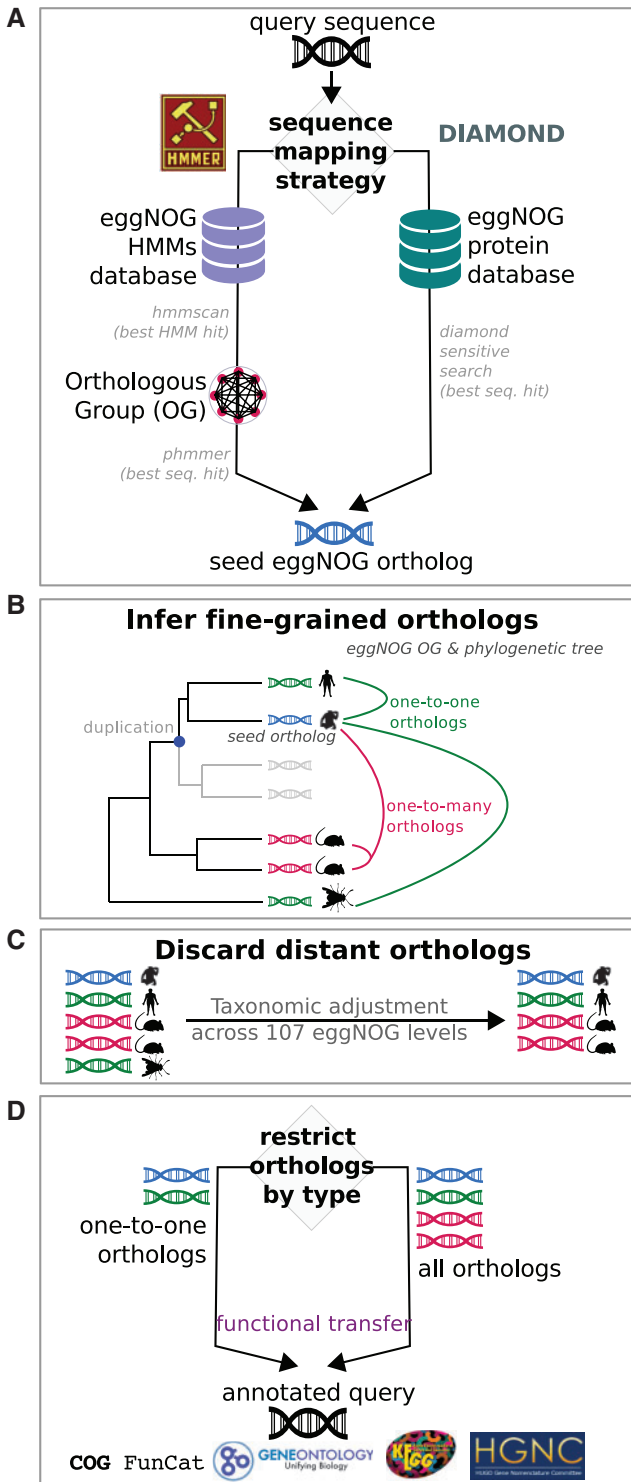 A
query sequence
HMMER
sequence
mapping
strategy
DIAMOND
eggNOG
HMMs
database
eggNOG
protein
database
hmmscan
(best HMM hit)
diamond
sensitive
search
(best seq. hit)
Orthologous
Group (OG)
phmmer
(best seq. hit)
seed eggNOG ortholog
B
Infer fine-grained orthologs
eggNOG OG & phylogenetic tree
duplication
seed ortholog
one-to-one
orthologs
one-to-many
orthologs
C
Discard distant orthologs
Taxonomic adjustment
across 107 eggNOG levels
D
restrict
orthologs
by type
one-to-one
orthologs
all orthologs
functional transfer
annotated query
COG FunCat
GENEONTOLOGY
Unifying Biology
KEGG
HGNC
HUGO Gene Nomenclature Committee